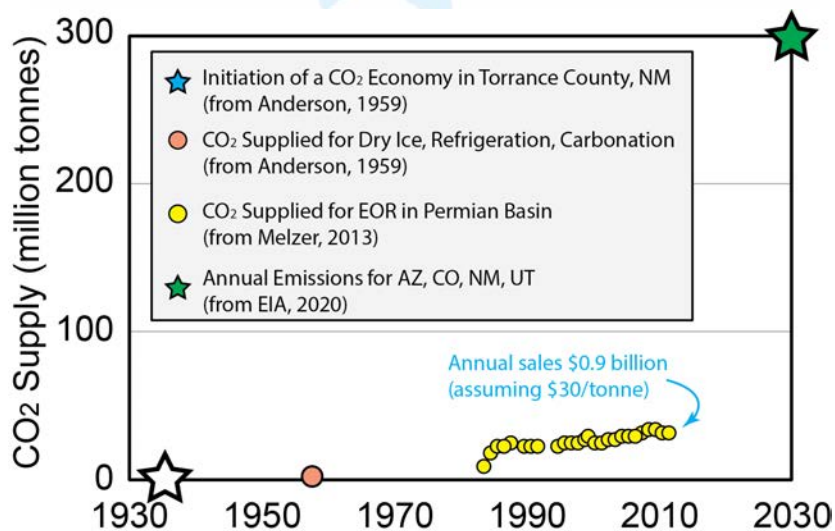 CO₂ Supply (million tonnes)
300
200
100
0
Initiation of a CO₂ Economy in Torrance County, NM
(from Anderson, 1959)
CO₂ Supplied for Dry Ice, Refrigeration, Carbonation
(from Anderson, 1959)
CO₂ Supplied for EOR in Permian Basin
(from Melzer, 2013)
Annual Emissions for AZ, CO, NM, UT
(from EIA, 2020)
Annual sales $0.9 billion
(assuming $30/tonne)
1930 1950 1970 1990 2010 2030